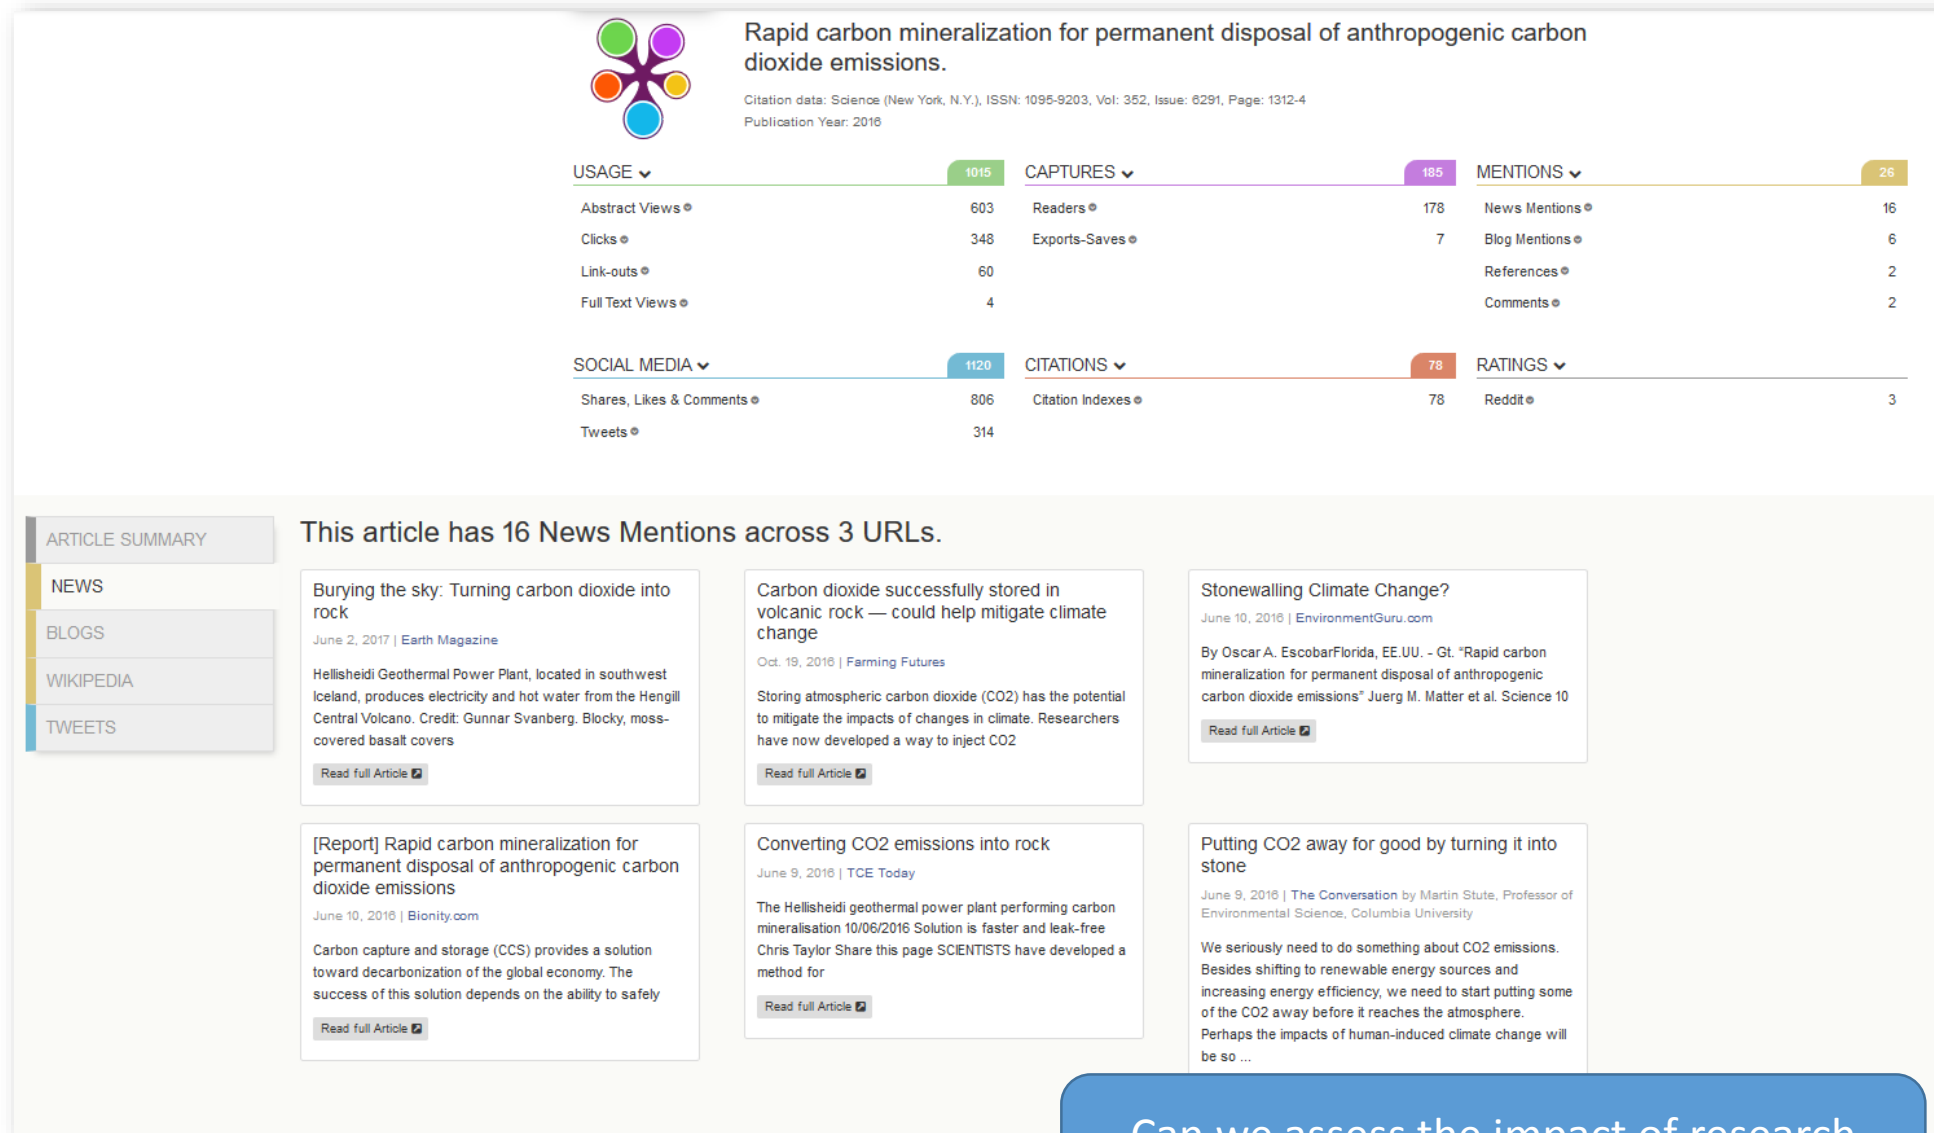 Rapid carbon mineralization for permanent disposal of anthropogenic carbon
dioxide emissions.
Citation data: Science (New York, N.Y.), ISSN: 1095-9203, Vol: 352, Issue: 6291, Page: 1312-4
Publication Year: 2016
USAGE 1015
Abstract Views 603
Clicks 348
Link-outs 60
Full Text Views 4
CAPTURES 185
Readers 178
Exports-Saves 7
MENTIONS 26
News Mentions 16
Blog Mentions 6
References 2
Comments 2
SOCIAL MEDIA 1120
Shares, Likes & Comments 806
Tweets 314
CITATIONS 78
Citation Indexes 78
RATINGS
Reddit 3
ARTICLE SUMMARY
NEWS
BLOGS
WIKIPEDIA
TWEETS
This article has 16 News Mentions across 3 URLs.
Burying the sky: Turning carbon dioxide into
rock
June 2, 2017 | Earth Magazine
Hellisheidi Geothermal Power Plant, located in southwest
Iceland, produces electricity and hot water from the Hengill
Central Volcano. Credit: Gunnar Svanberg. Blocky, moss-
covered basalt covers
Read full Article
Carbon dioxide successfully stored in
volcanic rock — could help mitigate climate
change
Oct. 19, 2016 | Farming Futures
Storing atmospheric carbon dioxide (CO2) has the potential
to mitigate the impacts of changes in climate. Researchers
have now developed a way to inject CO2
Read full Article
Stonewalling Climate Change?
June 10, 2016 | EnvironmentGuru.com
By Oscar A. EscobarFlorida, EE.UU. - Gt. “Rapid carbon
mineralization for permanent disposal of anthropogenic
carbon dioxide emissions” Juerg M. Matter et al. Science 10
Read full Article
[Report] Rapid carbon mineralization for
permanent disposal of anthropogenic carbon
dioxide emissions
June 10, 2016 | Bionity.com
Carbon capture and storage (CCS) provides a solution
toward decarbonization of the global economy. The
success of this solution depends on the ability to safely
Read full Article
Converting CO2 emissions into rock
June 9, 2016 | TCE Today
The Hellisheidi geothermal power plant performing carbon
mineralisation 10/06/2016 Solution is faster and leak-free
Chris Taylor Share this page SCIENTISTS have developed a
method for
Read full Article
Putting CO2 away for good by turning it into
stone
June 9, 2016 | The Conversation by Martin Stute, Professor of
Environmental Science, Columbia University
We seriously need to do something about CO2 emissions.
Besides shifting to renewable energy sources and
increasing energy efficiency, we need to start putting some
of the CO2 away before it reaches the atmosphere.
Perhaps the impacts of human-induced climate change will
be so ...
Can we assess the impact of research